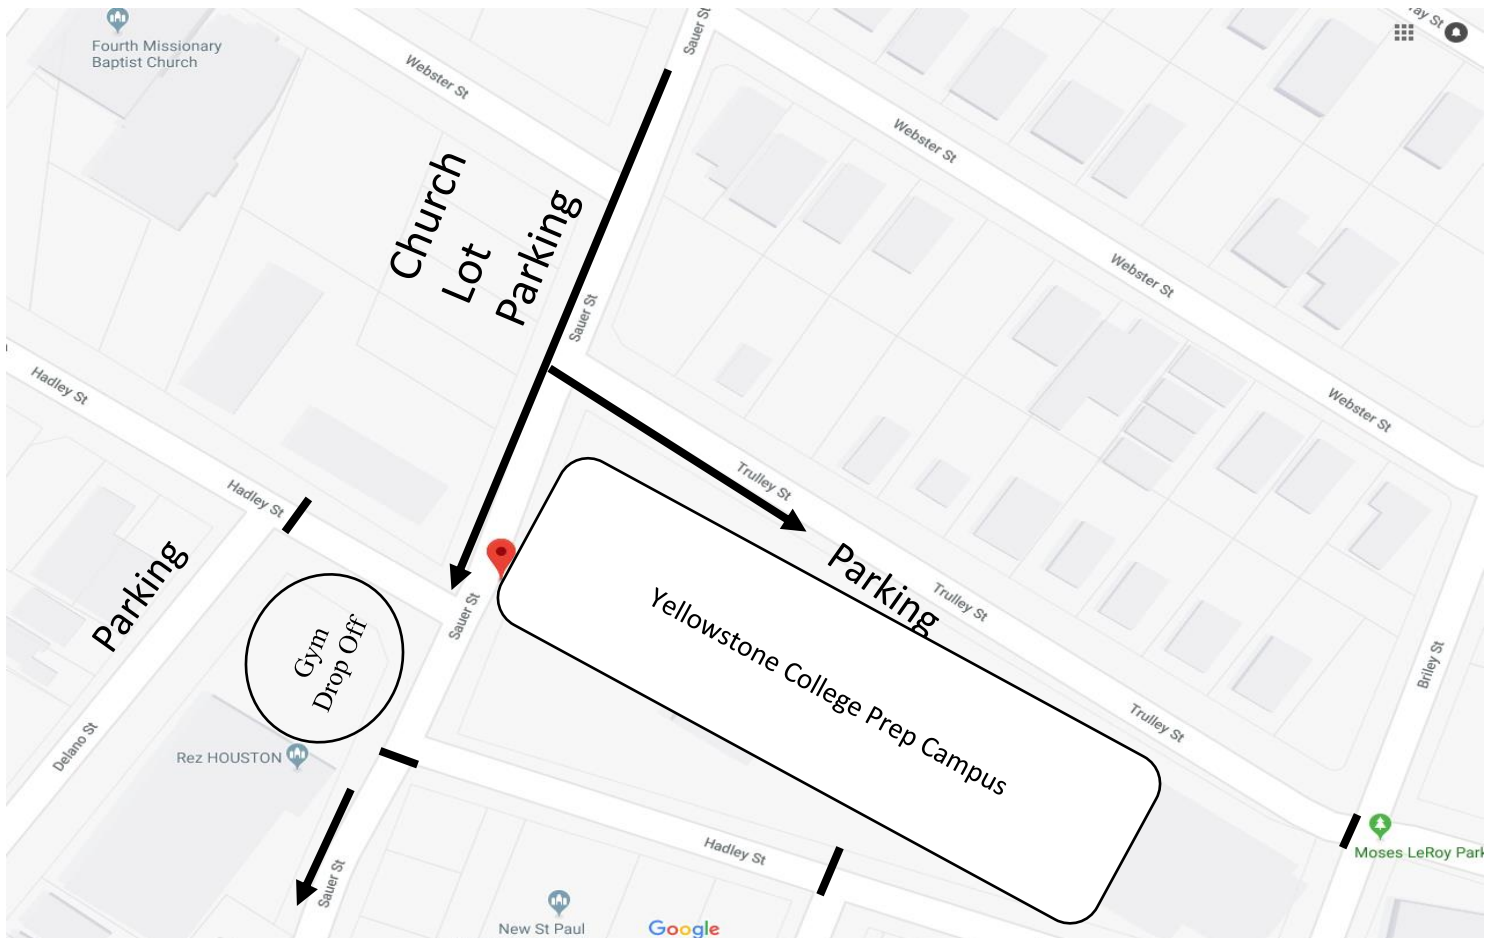 Fourth Missionary
Baptist Church
Webster St
Sauer St
ay St
Webster St
Church
Lot
Parking
Sauer St
Webster St
Webster St
Hadley St
Hadley St
Trulley St
Parking
Trulley St
Sauer St
Parking
Gym
Drop Off
Yellowstone College Prep Campus
Briley St
Trulley St
Delano St
Rez HOUSTON
Hadley St
Moses LeRoy Park
Sauer St
New St Paul
Google